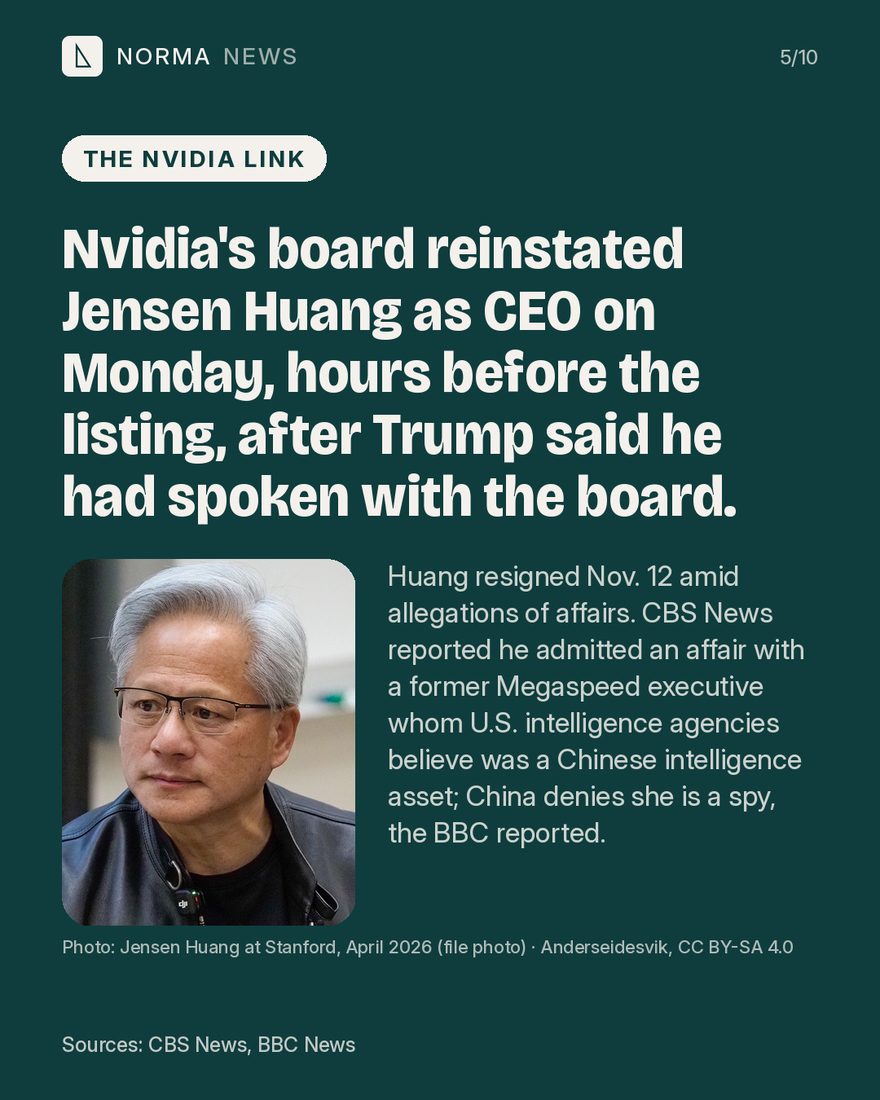 NORMA NEWS
5/10
THE NVIDIA LINK
Nvidia's board reinstated
Jensen Huang as CEO on
Monday, hours before the
listing, after Trump said he
had spoken with the board.
Huang resigned Nov. 12 amid
allegations of affairs. CBS News
reported he admitted an affair with
a former Megaspeed executive
whom U.S. intelligence agencies
believe was a Chinese intelligence
asset; China denies she is a spy,
the BBC reported.
dji
Photo: Jensen Huang at Stanford, April 2026 (file photo) · Anderseidesvik, CC BY-SA 4.0
Sources: CBS News, BBC News